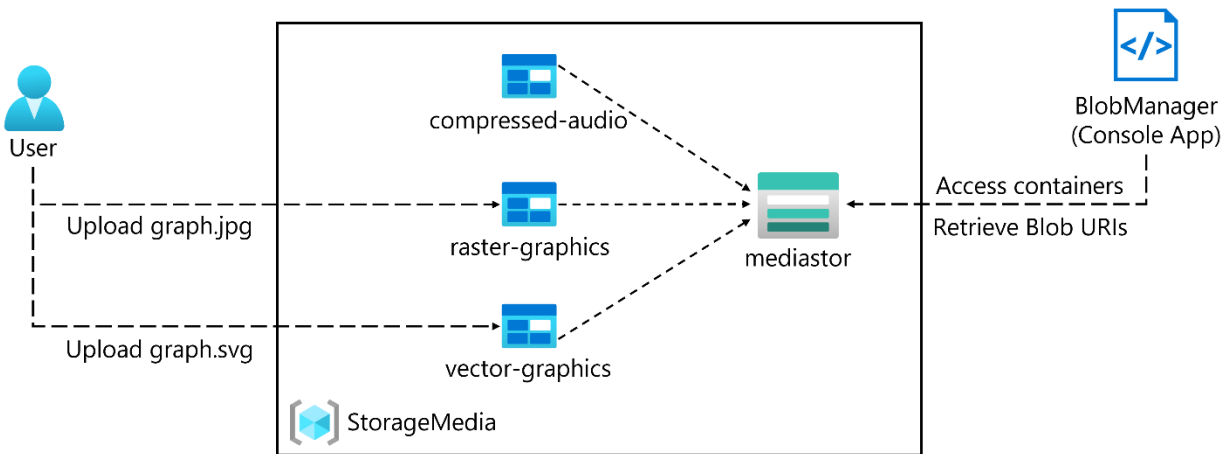 User
Upload graph.jpg
Upload graph.svg
compressed-audio
raster-graphics
vector-graphics
StorageMedia
mediastor
</>
BlobManager
(Console App)
Access containers
Retrieve Blob URIs